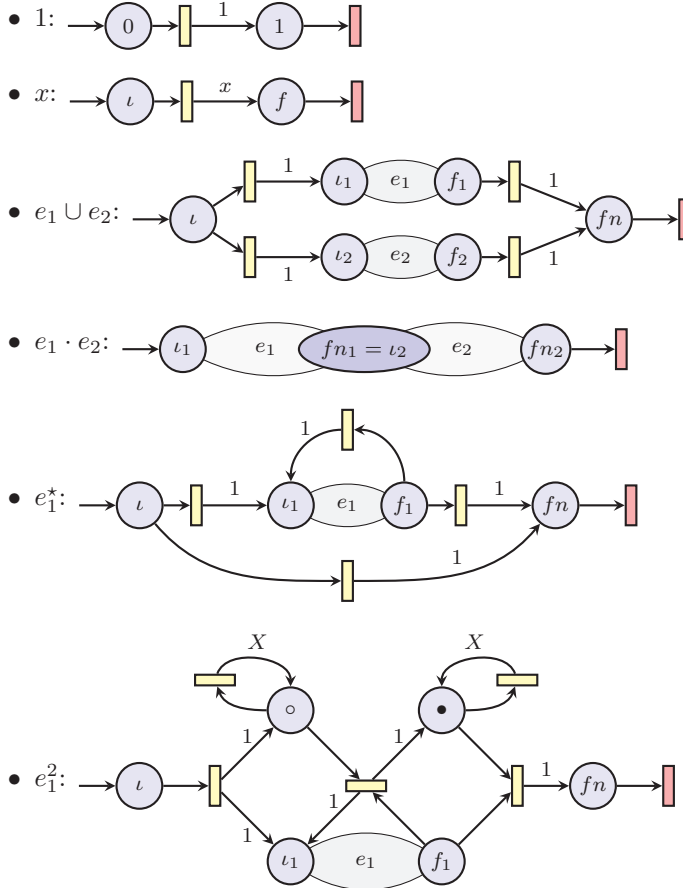 • 1: 0 1 1
• x: ι x f
1 ι₁ e₁ f₁ 1
• e₁ ∪ e₂: ι fn
1 ι₂ e₂ f₂ 1
• e₁ · e₂: ι₁ e₁ fn₁ = ι₂ e₂ fn₂
1
• e₁⋆: ι 1 ι₁ e₁ f₁ 1 fn
1
X X
∘ •
1 1
• e₁²: ι 1 fn
1
1
ι₁ e₁ f₁